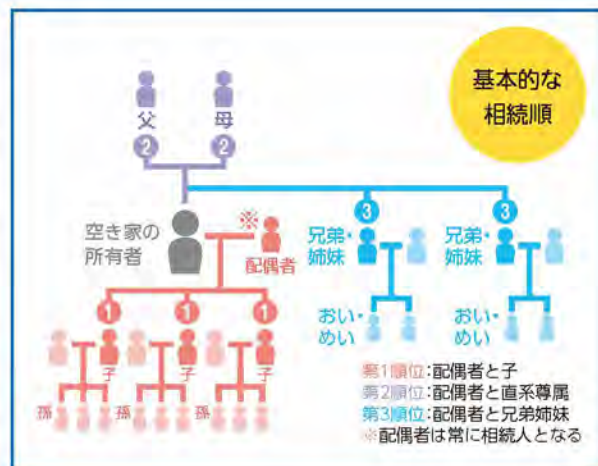 基本的な
相続順
父
母
2
2
3
3
空き家の
所有者
※
配偶者
兄弟・
姉妹
兄弟・
姉妹
おい・
めい
おい・
めい
1
1
1
子
子
子
孫
孫
孫
第1順位:配偶者と子
第2順位:配偶者と直系尊属
第3順位:配偶者と兄弟姉妹
※配偶者は常に相続人となる